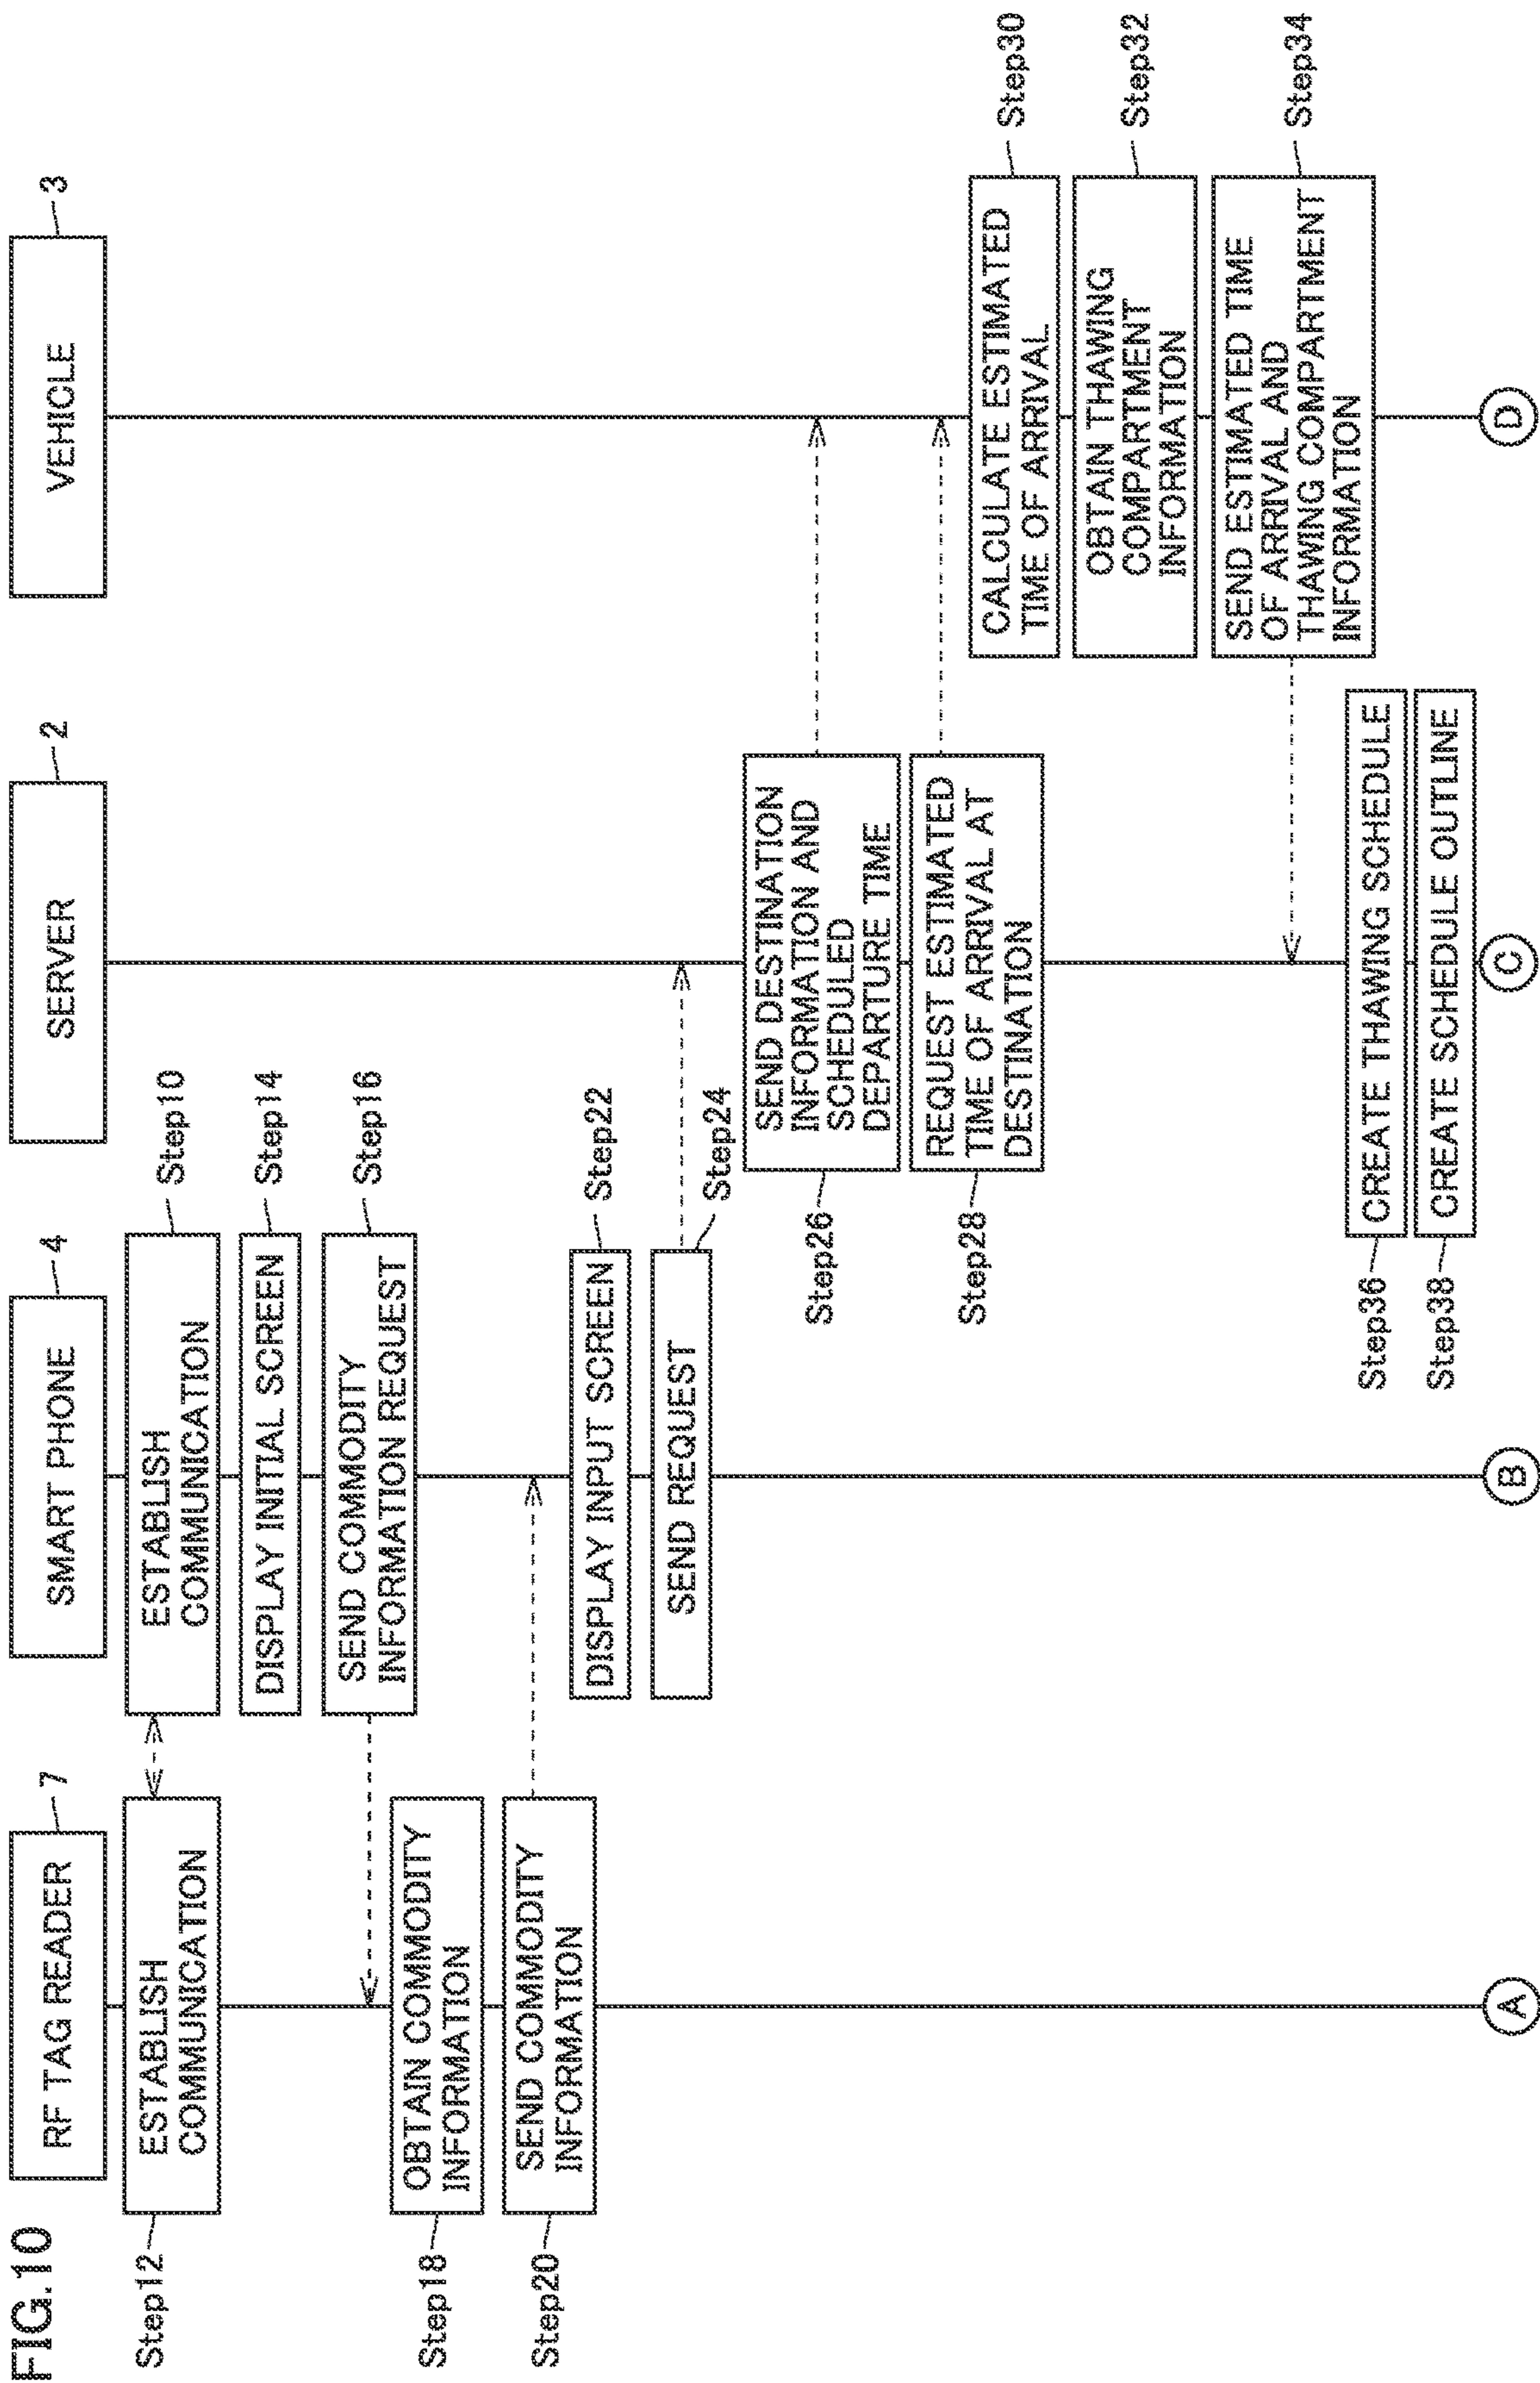 FIG.10
RF TAG READER
7
SMART PHONE
4
SERVER
2
VEHICLE
3
Step12
ESTABLISH
COMMUNICATION
ESTABLISH
COMMUNICATION
Step10
DISPLAY INITIAL SCREEN
Step14
SEND COMMODITY
INFORMATION REQUEST
Step16
Step18
OBTAIN COMMODITY
INFORMATION
Step20
SEND COMMODITY
INFORMATION
DISPLAY INPUT SCREEN
Step22
SEND REQUEST
Step24
Step26
SEND DESTINATION
INFORMATION AND
SCHEDULED
DEPARTURE TIME
Step28
REQUEST ESTIMATED
TIME OF ARRIVAL AT
DESTINATION
CALCULATE ESTIMATED
TIME OF ARRIVAL
Step30
OBTAIN THAWING
COMPARTMENT
INFORMATION
Step32
SEND ESTIMATED TIME
OF ARRIVAL AND
THAWING COMPARTMENT
INFORMATION
Step34
Step36
CREATE THAWING SCHEDULE
Step38
CREATE SCHEDULE OUTLINE
A
B
C
D